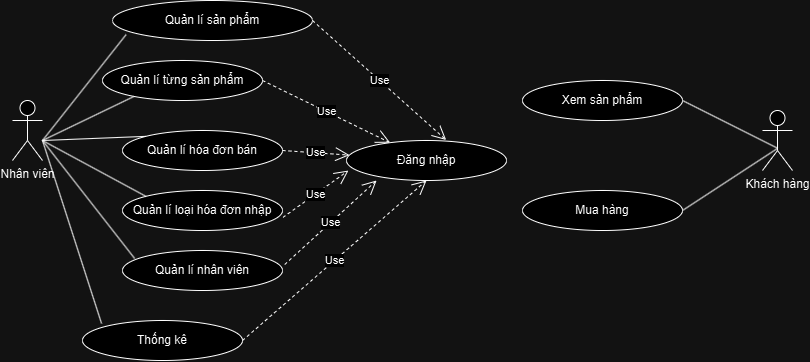 Quản lí sản phẩm
Use
Quản lí từng sản phẩm
Use
Xem sản phẩm
Nhân viên
Quản lí hóa đơn bán
Use
Đăng nhập
Khách hàng
Quản lí loại hóa đơn nhập
Use
Mua hàng
Use
Quản lí nhân viên
Use
Thống kê